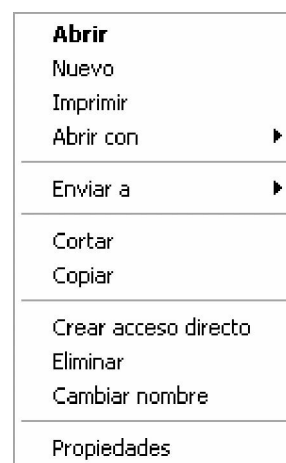 Abrir
Nuevo
Imprimir
Abrir con
Enviar a
Cortar
Copiar
Crear acceso directo
Eliminar
Cambiar nombre
Propiedades